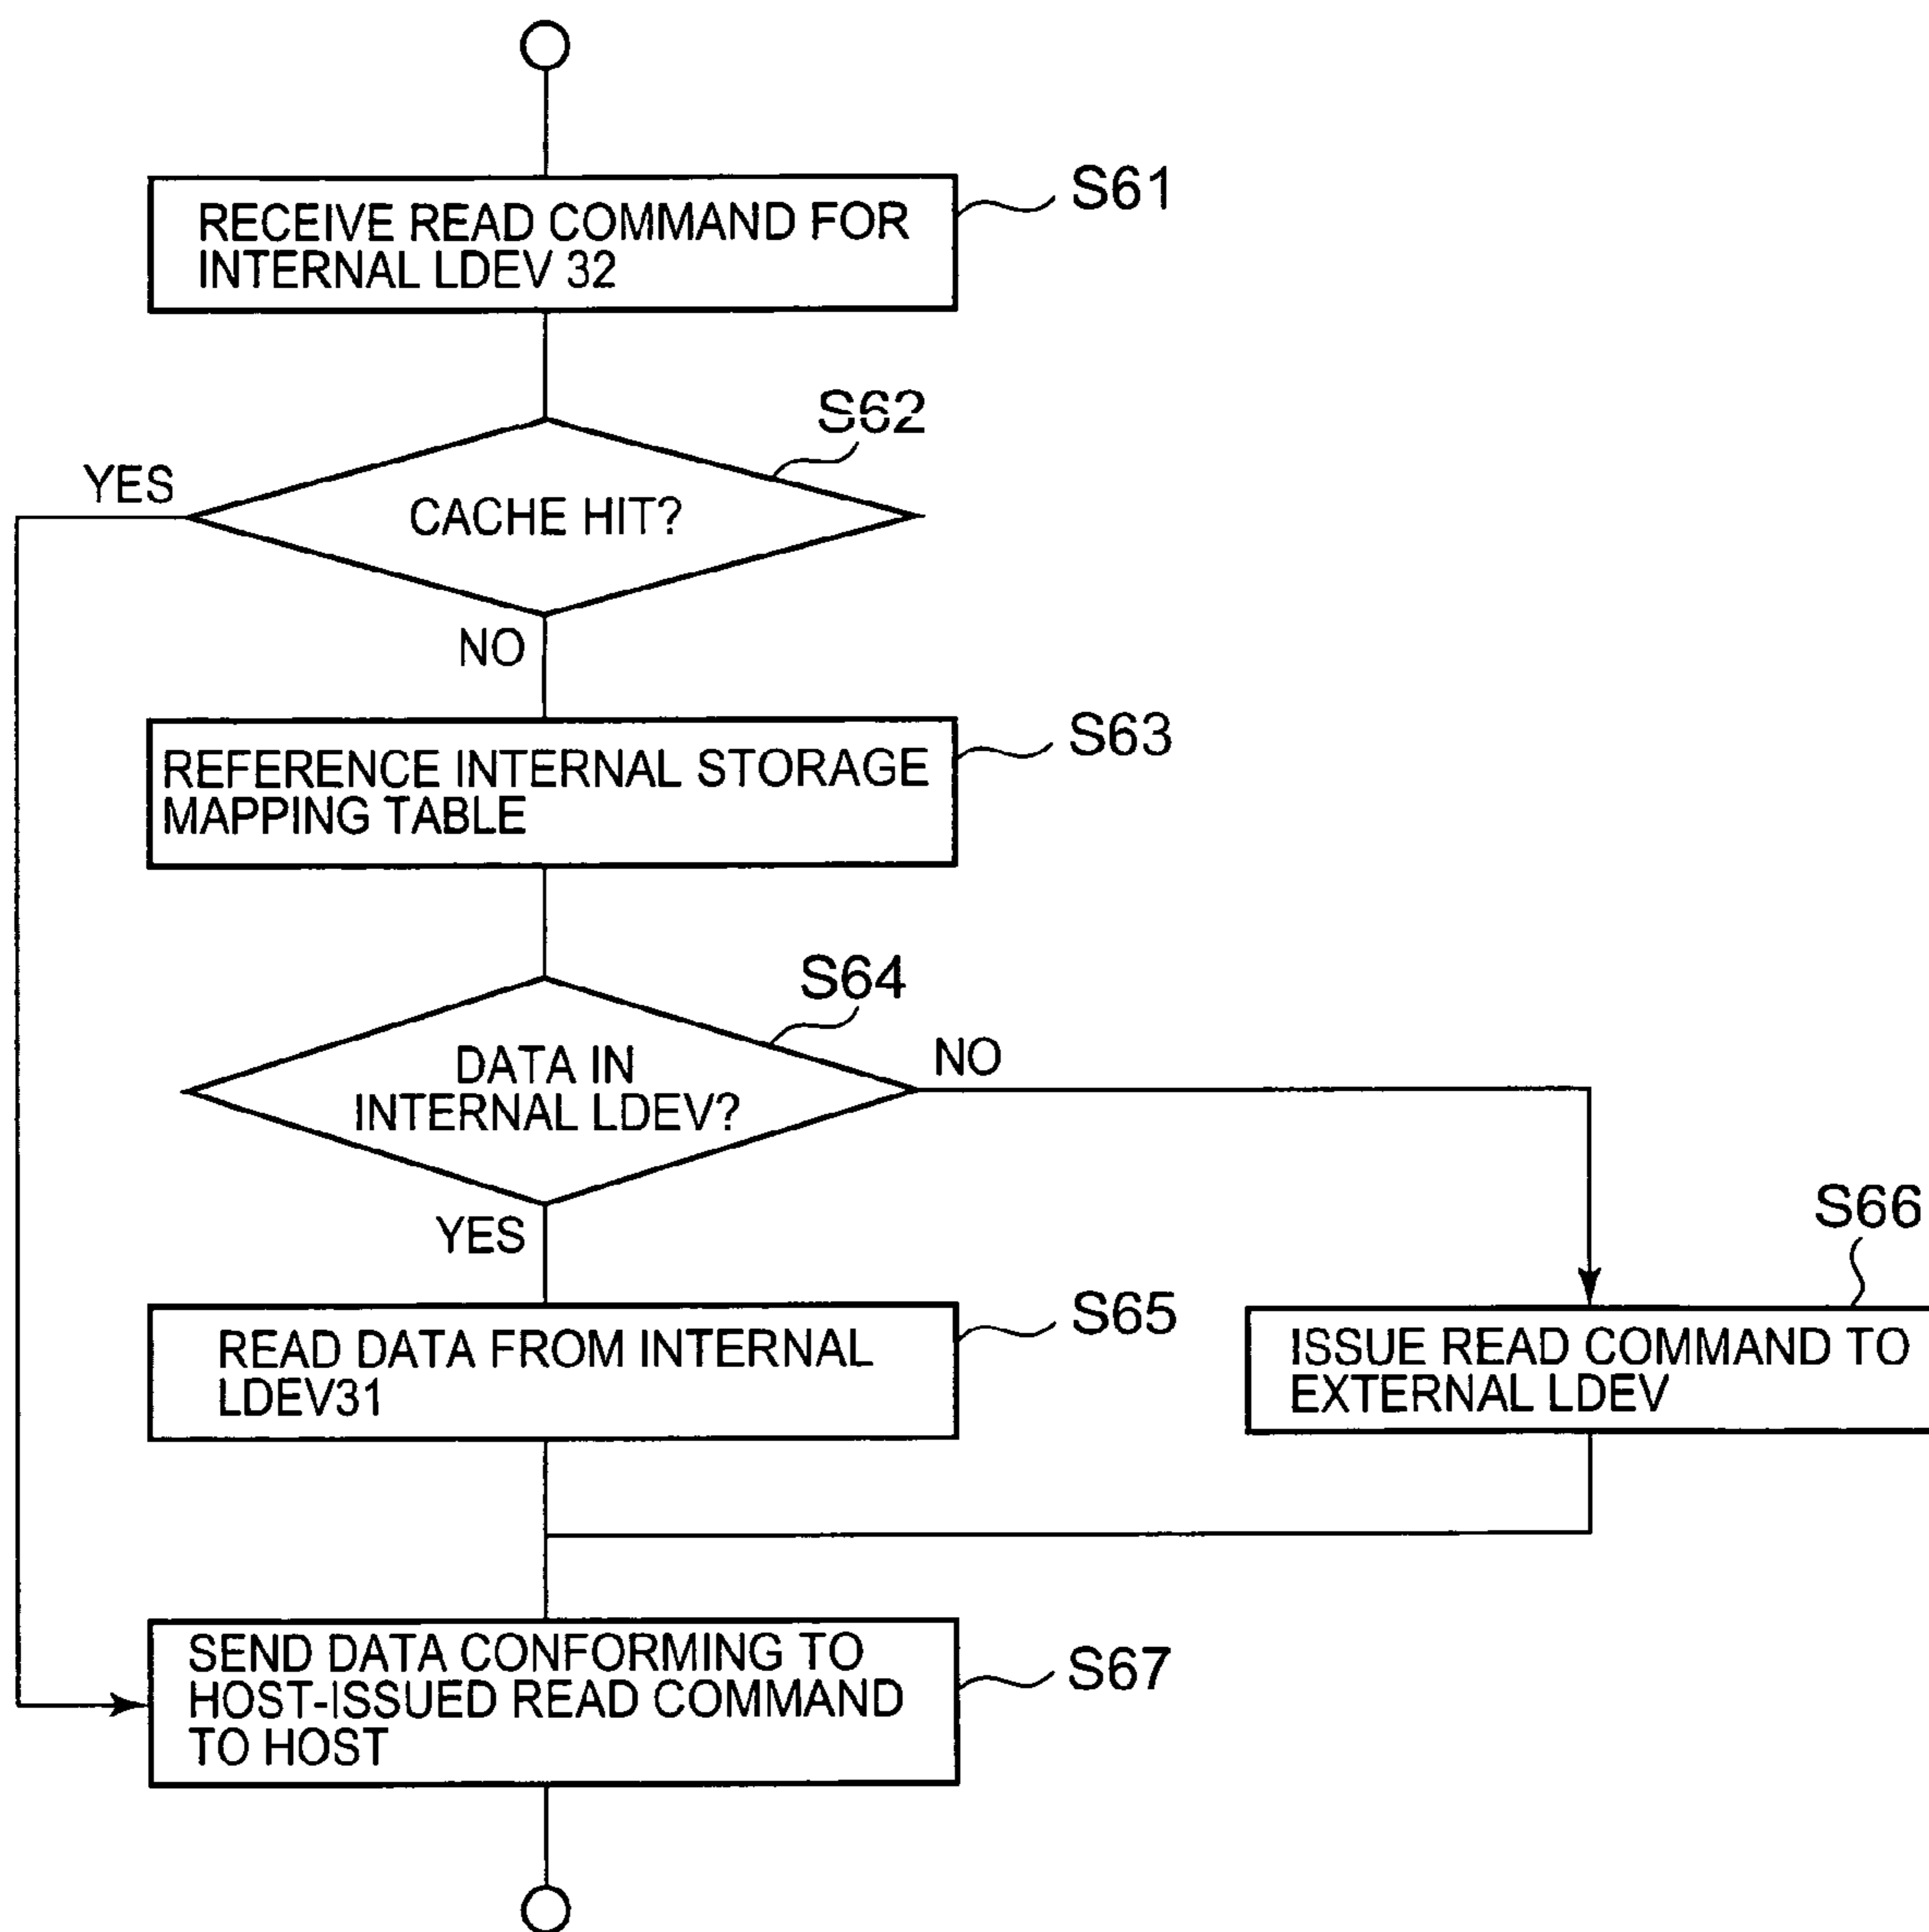 RECEIVE READ COMMAND FOR
INTERNAL LDEV 32
S61
S62
YES
CACHE HIT?
NO
REFERENCE INTERNAL STORAGE
MAPPING TABLE
S63
S64
DATA IN
INTERNAL LDEV?
NO
YES
READ DATA FROM INTERNAL
LDEV31
S65
S66
ISSUE READ COMMAND TO
EXTERNAL LDEV
SEND DATA CONFORMING TO
HOST-ISSUED READ COMMAND
TO HOST
S67